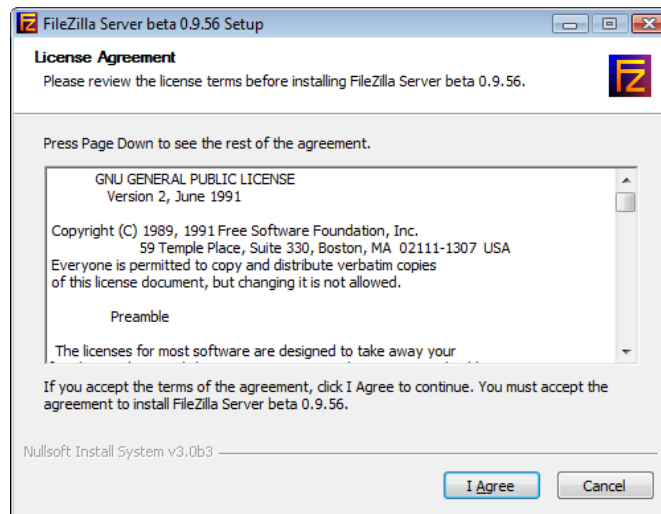 FileZilla Server beta 0.9.56 Setup
License Agreement
Please review the license terms before installing FileZilla Server beta 0.9.56.
FZ
Press Page Down to see the rest of the agreement.
GNU GENERAL PUBLIC LICENSE
Version 2, June 1991
Copyright (C) 1989, 1991 Free Software Foundation, Inc.
59 Temple Place, Suite 330, Boston, MA 02111-1307 USA
Everyone is permitted to copy and distribute verbatim copies
of this license document, but changing it is not allowed.
Preamble
The licenses for most software are designed to take away your
If you accept the terms of the agreement, click I Agree to continue. You must accept the
agreement to install FileZilla Server beta 0.9.56.
Nullsoft Install System v3.0b3
I Agree
Cancel